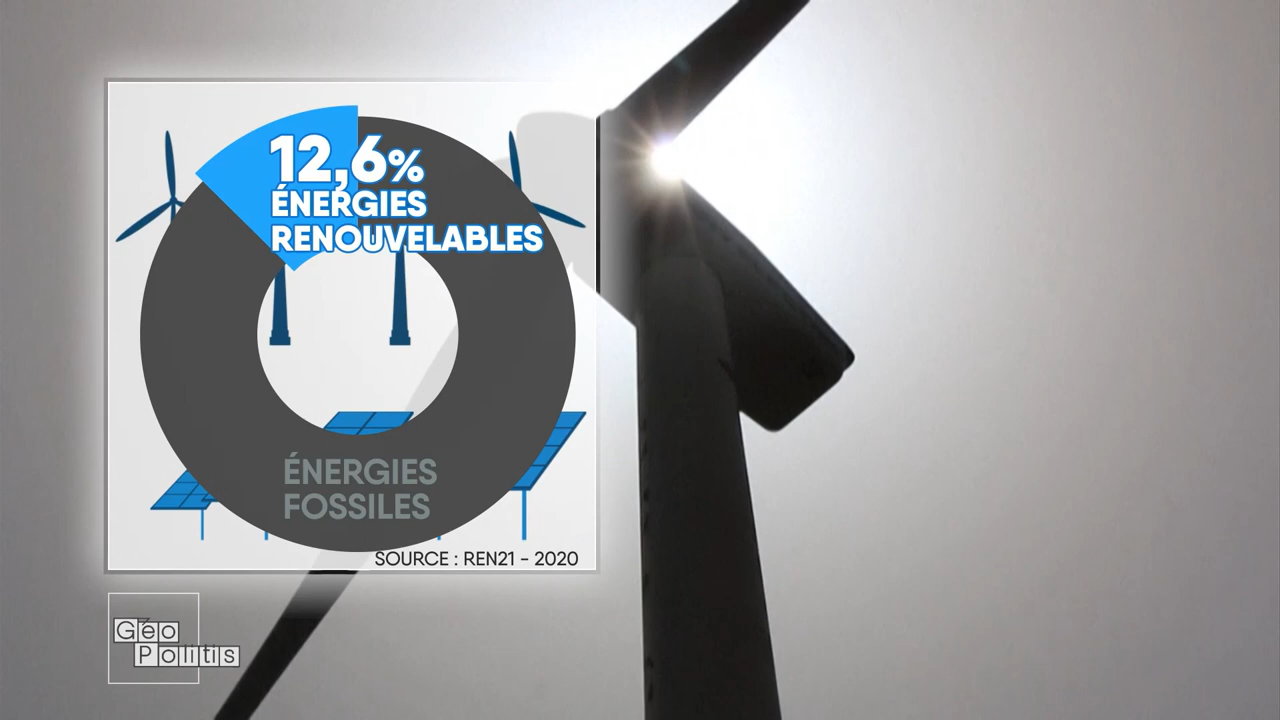 12,6%
ÉNERGIES
RENOUVELABLES
ÉNERGIES
FOSSILES
SOURCE : REN21 - 2020
Géo
Politis